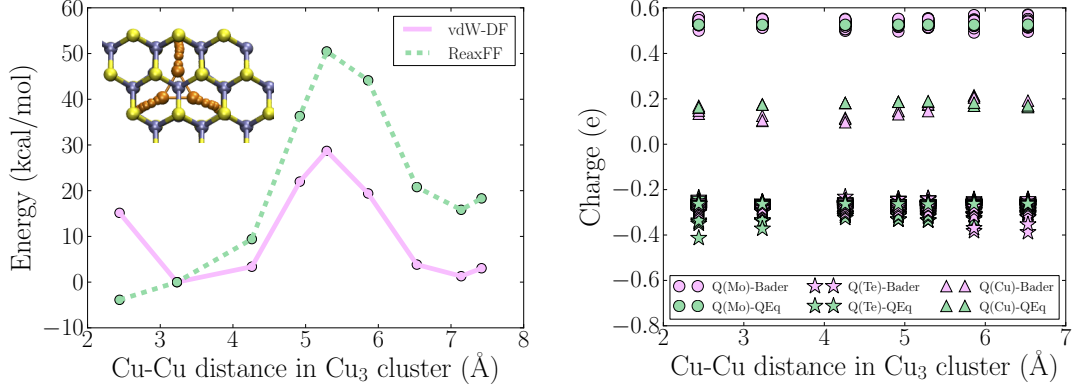 60
50
40
30
20
10
0
−10
2 3 4 5 6 7 8
Energy (kcal/mol)
Cu-Cu distance in Cu₃ cluster (Å)
vdW-DF
ReaxFF
0.6
0.4
0.2
0.0
−0.2
−0.4
−0.6
−0.8
2 3 4 5 6 7
Charge (e)
Cu-Cu distance in Cu₃ cluster (Å)
Q(Mo)-Bader Q(Te)-Bader Q(Cu)-Bader
Q(Mo)-QEq Q(Te)-QEq Q(Cu)-QEq